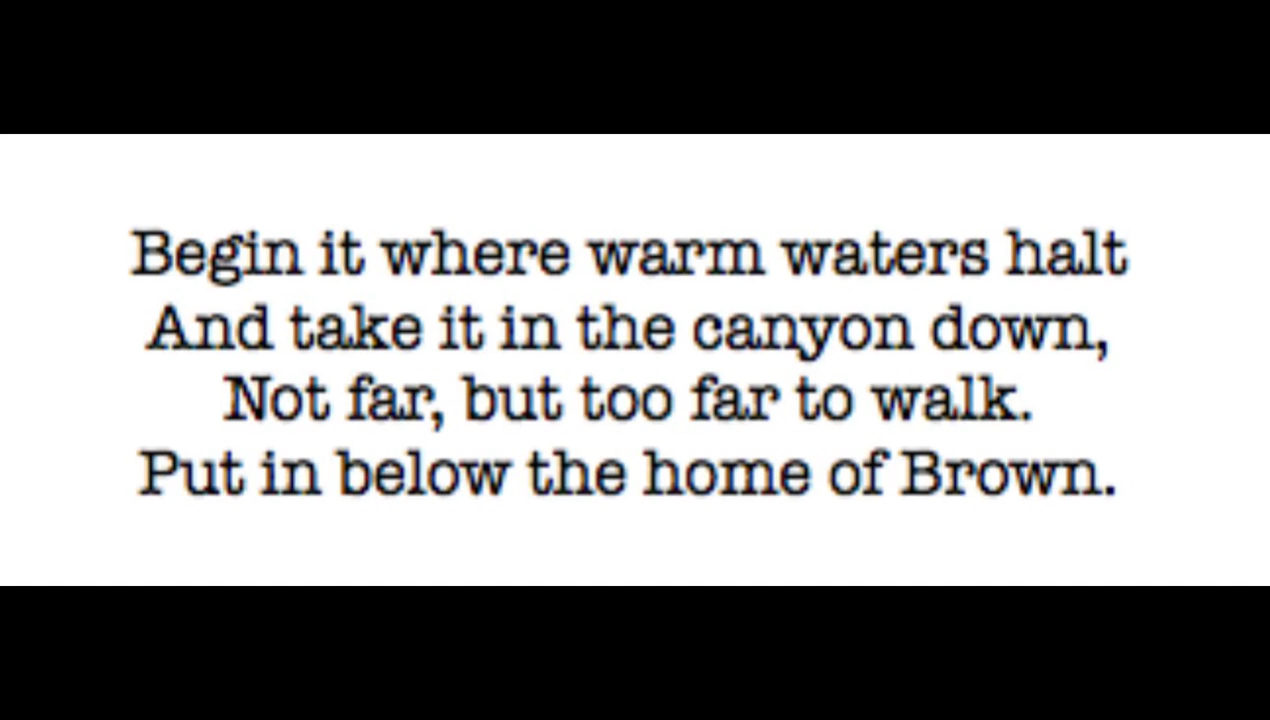 Begin it where warm waters halt
And take it in the canyon down,
Not far, but too far to walk.
Put in below the home of Brown.